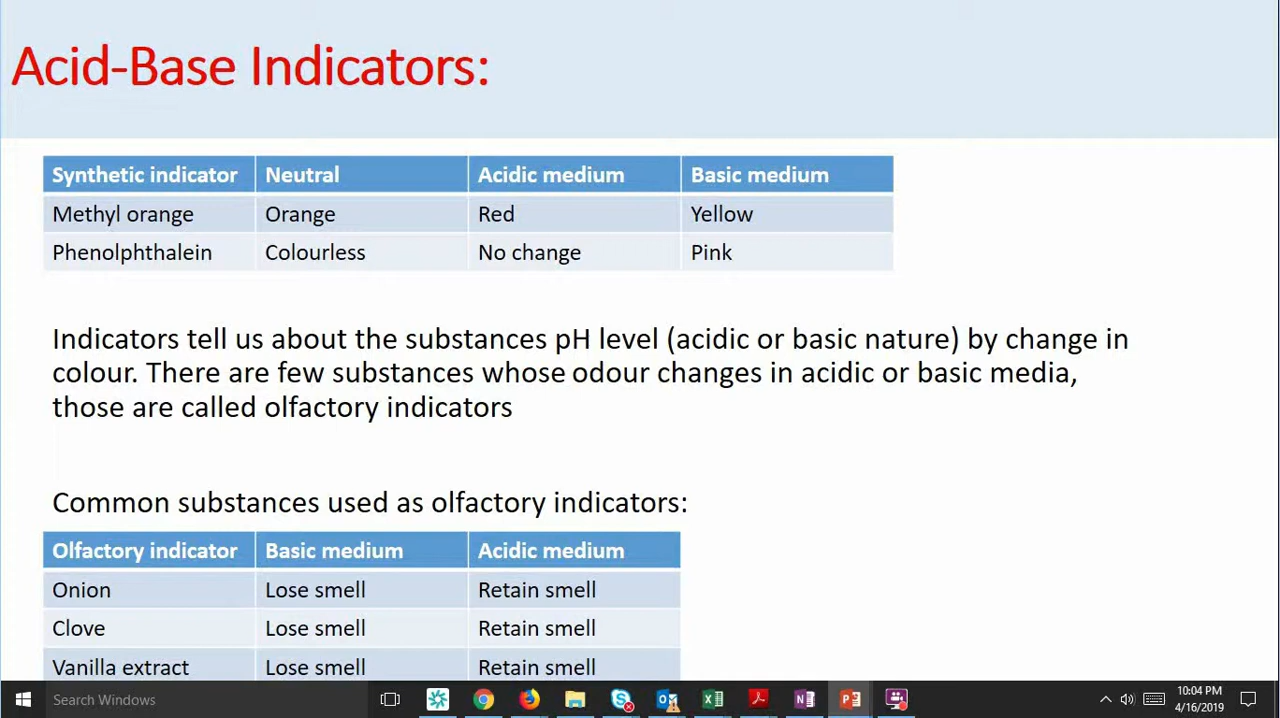 Acid-Base Indicators:
Synthetic indicator Neutral Acidic medium Basic medium
Methyl orange Orange Red Yellow
Phenolphthalein Colourless No change Pink
Indicators tell us about the substances pH level (acidic or basic nature) by change in
colour. There are few substances whose odour changes in acidic or basic media,
those are called olfactory indicators
Common substances used as olfactory indicators:
Olfactory indicator Basic medium Acidic medium
Onion Lose smell Retain smell
Clove Lose smell Retain smell
Vanilla extract Lose smell Retain smell
Search Windows
10:04 PM
4/16/2019